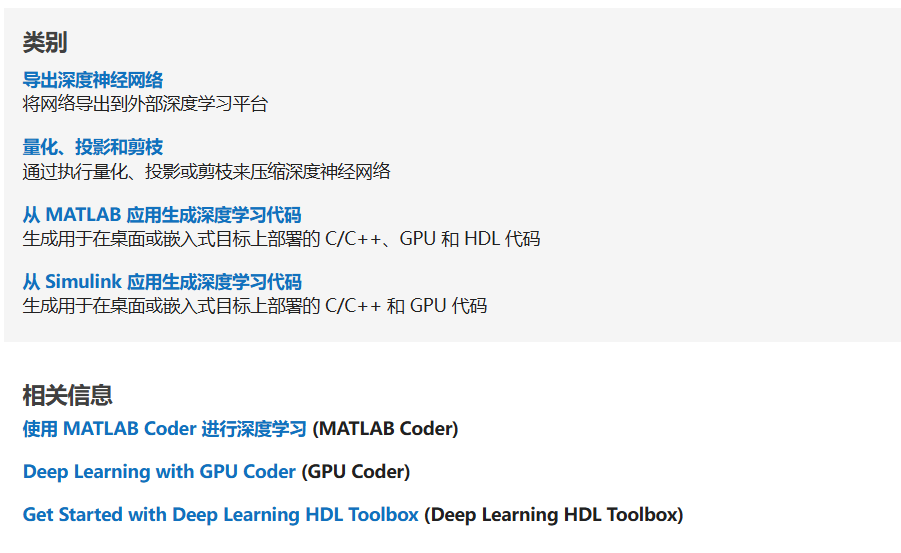 类别
导出深度神经网络
将网络导出到外部深度学习平台
量化、投影和剪枝
通过执行量化、投影或剪枝来压缩深度神经网络
从 MATLAB 应用生成深度学习代码
生成用于在桌面或嵌入式目标上部署的 C/C++、GPU 和 HDL 代码
从 Simulink 应用生成深度学习代码
生成用于在桌面或嵌入式目标上部署的 C/C++ 和 GPU 代码
相关信息
使用 MATLAB Coder 进行深度学习 (MATLAB Coder)
Deep Learning with GPU Coder (GPU Coder)
Get Started with Deep Learning HDL Toolbox (Deep Learning HDL Toolbox)